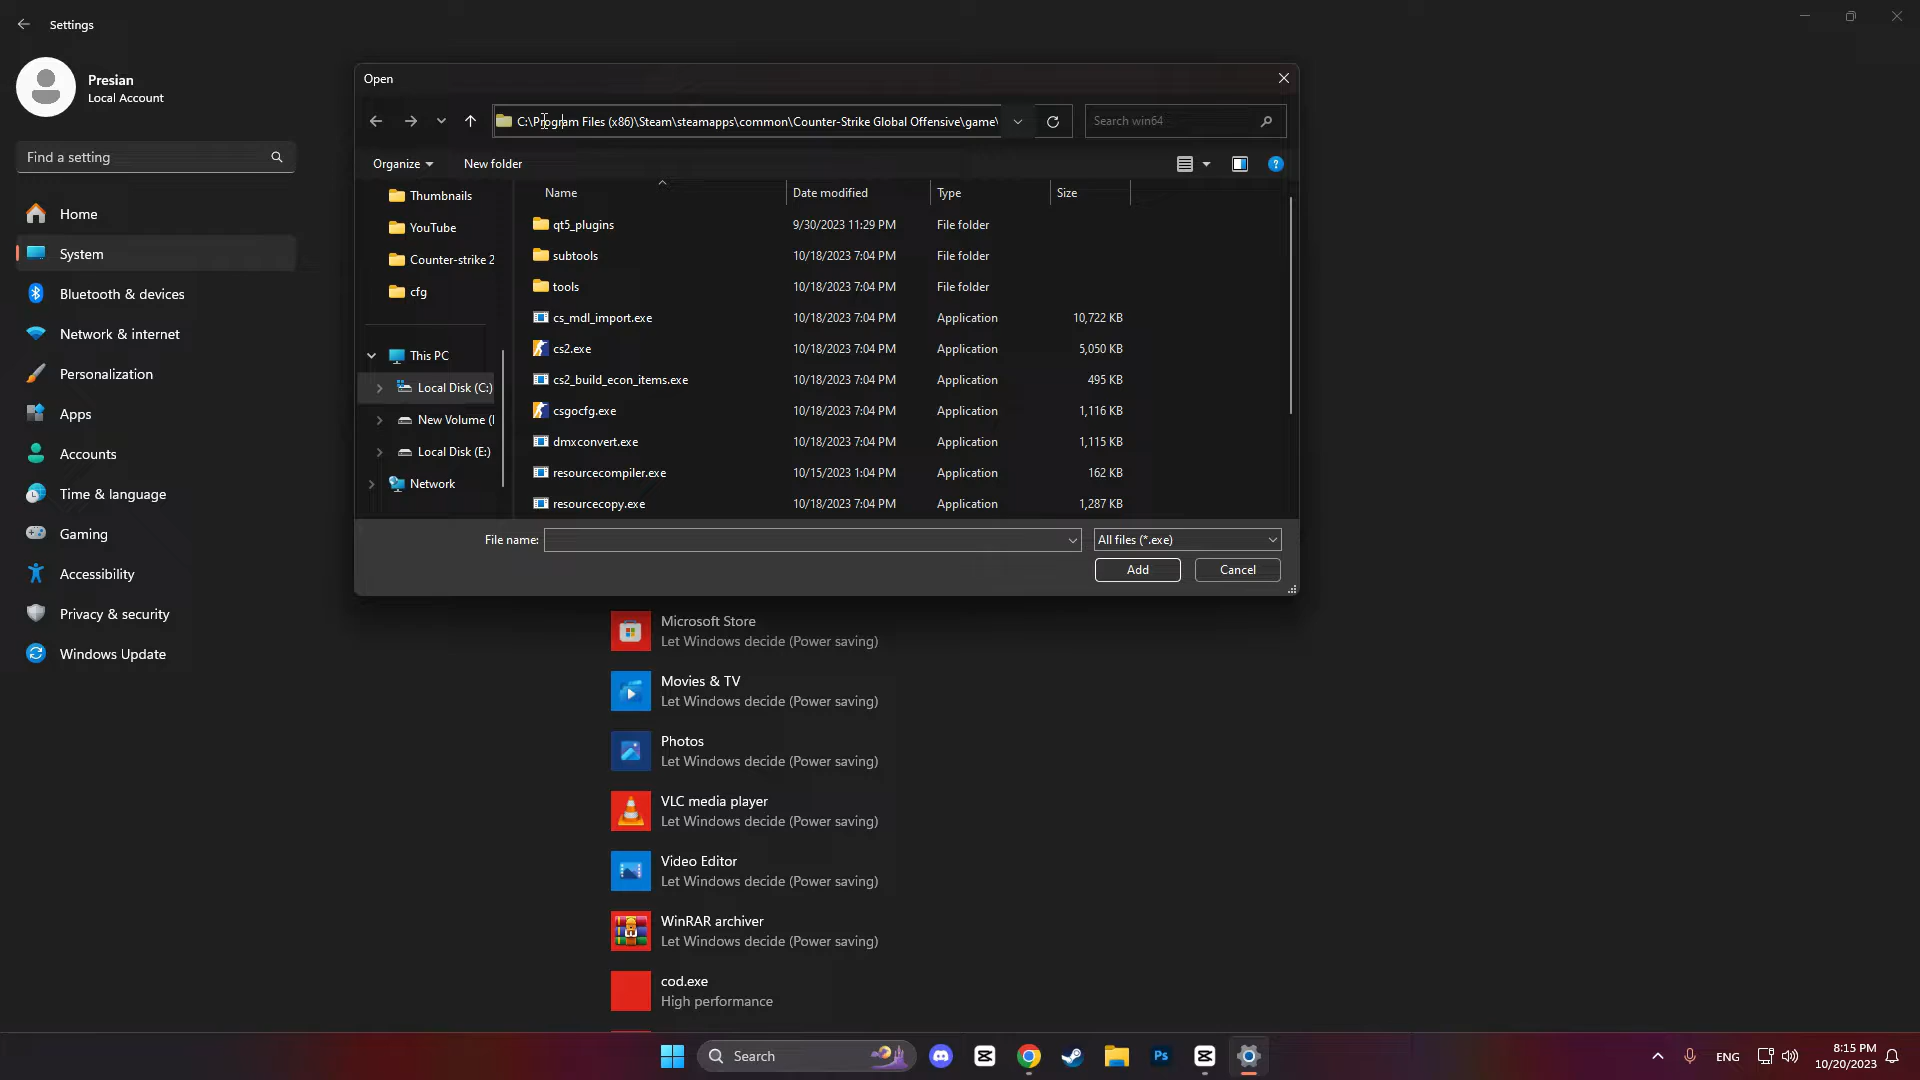 Settings
Presian
Local Account
Find a setting
Home
System
Bluetooth & devices
Network & internet
Personalization
Apps
Accounts
Time & language
Gaming
Accessibility
Privacy & security
Windows Update
Open
C:\Program Files (x86)\Steam\steamapps\common\Counter-Strike Global Offensive\game\
Search win64
Organize
New folder
Thumbnails
YouTube
Counter-strike 2
cfg
This PC
Local Disk (C:)
New Volume (
Local Disk (E:)
Network
Name Date modified Type Size
qt5_plugins 9/30/2023 11:29 PM File folder
subtools 10/18/2023 7:04 PM File folder
tools 10/18/2023 7:04 PM File folder
cs_mdl_import.exe 10/18/2023 7:04 PM Application 10,722 KB
cs2.exe 10/18/2023 7:04 PM Application 5,050 KB
cs2_build_econ_items.exe 10/18/2023 7:04 PM Application 495 KB
csgocfg.exe 10/18/2023 7:04 PM Application 1,116 KB
dmxconvert.exe 10/18/2023 7:04 PM Application 1,115 KB
resourcecompiler.exe 10/15/2023 1:04 PM Application 162 KB
resourcecopy.exe 10/18/2023 7:04 PM Application 1,287 KB
File name:
All files (*.exe)
Add
Cancel
Microsoft Store
Let Windows decide (Power saving)
Movies & TV
Let Windows decide (Power saving)
Photos
Let Windows decide (Power saving)
VLC media player
Let Windows decide (Power saving)
Video Editor
Let Windows decide (Power saving)
WinRAR archiver
Let Windows decide (Power saving)
cod.exe
High performance
Search
Ps
ENG
8:15 PM
10/20/2023